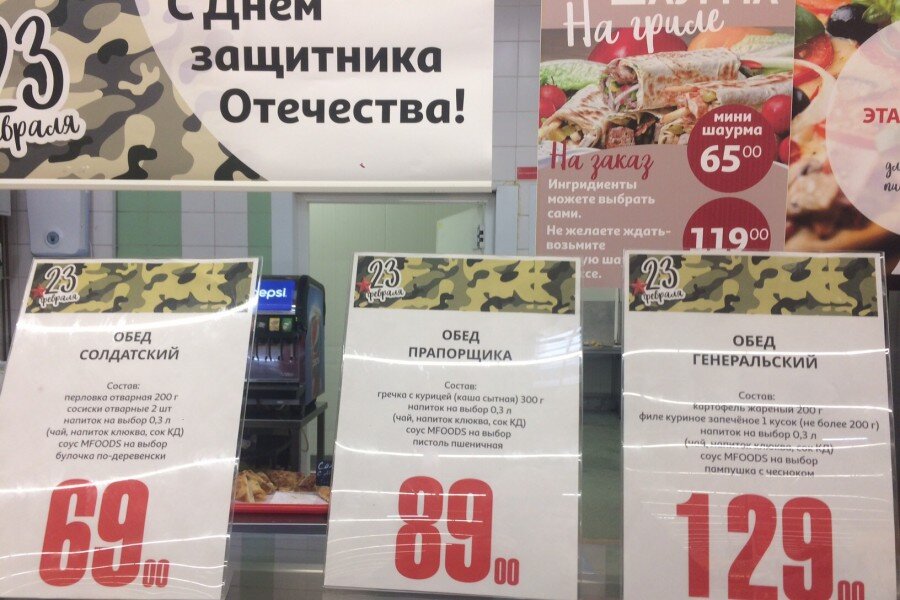 23
февраля
С Днём
защитника
Отечества!
На гриле
МИНИ
ШАУРМА
65 00
На заказ
Ингридиенты
можете выбрать
сами.
Не желаете ждать-
возьмите
119 00
ЭТА
pepsi
23
февраля
ОБЕД
СОЛДАТСКИЙ
Состав:
перловка отварная 200 г
сосиски отварные 2 шт
напиток на выбор 0,3 л
(чай, напиток клюква, сок КД)
соус MFOODS на выбор
булочка по-деревенски
69 00
23
февраля
ОБЕД
ПРАПОРЩИКА
Состав:
гречка с курицей (каша сытная) 300 г
напиток на выбор 0,3 л
(чай, напиток клюква, сок КД)
соус MFOODS на выбор
пистоль пшеничная
89 00
23
февраля
ОБЕД
ГЕНЕРАЛЬСКИЙ
Состав:
картофель жареный 200 г
филе куриное запечёное 1 кусок (не более 200 г)
напиток на выбор 0,3 л
(чай, напиток клюква, сок КД)
соус MFOODS на выбор
пампушка с чесноком
129 00